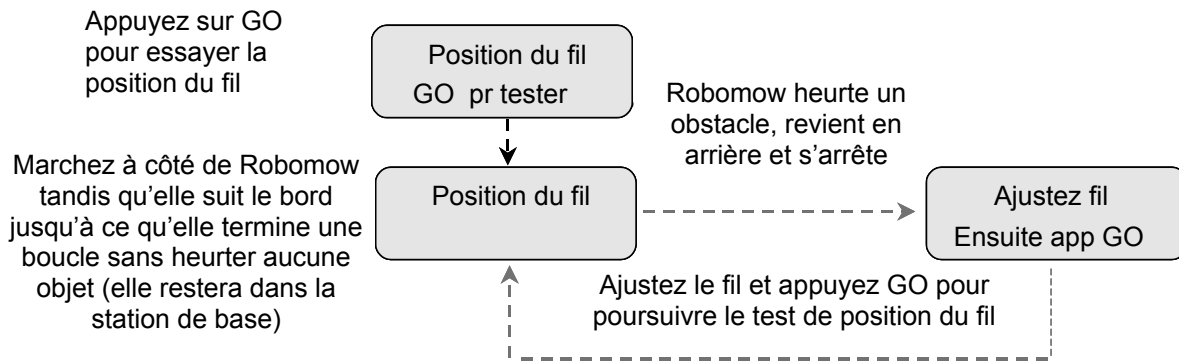 Appuyez sur GO
pour essayer la
position du fil
Position du fil
GO pr tester
Robomow heurte un
obstacle, revient en
arrière et s'arrête
Marchez à côté de Robomow
tandis qu'elle suit le bord
jusqu'à ce qu'elle termine une
boucle sans heurter aucune
objet (elle restera dans la
station de base)
Position du fil
Ajustez fil
Ensuite app GO
Ajustez le fil et appuyez GO pour
poursuivre le test de position du fil